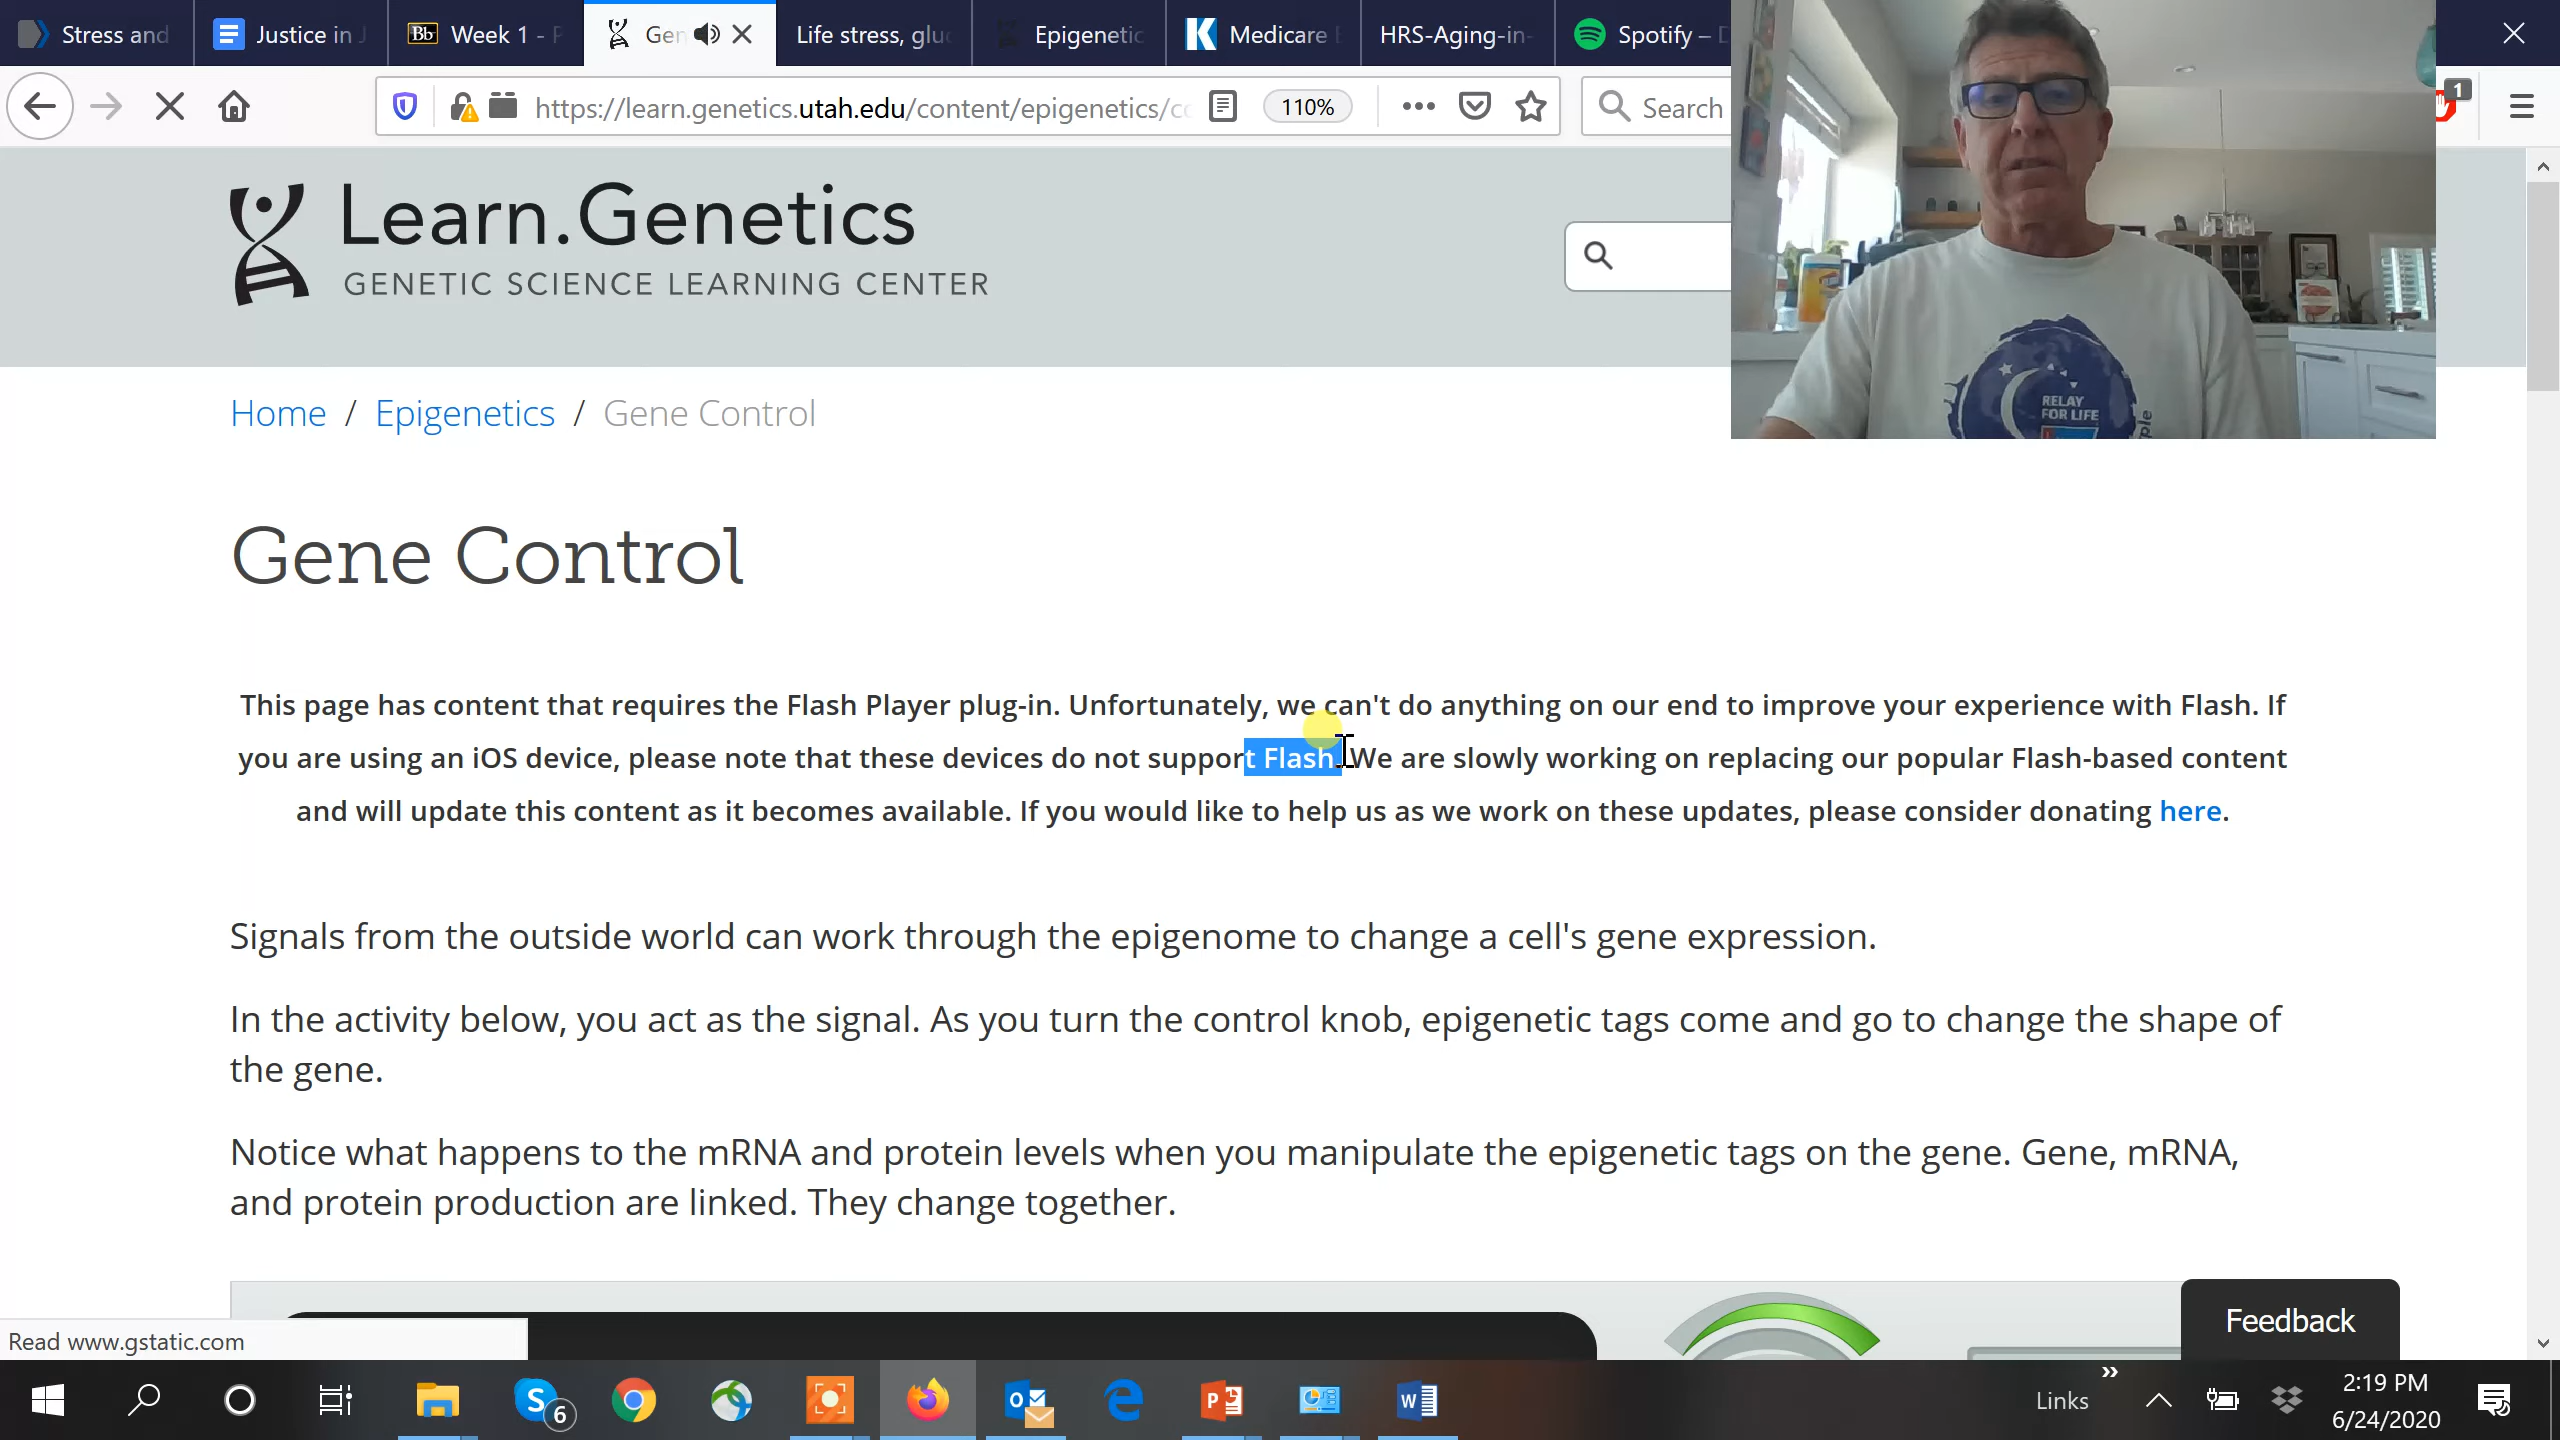 Stress and
Justice in J
Bb Week 1 - P
Gen
Life stress, glu
Epigenetic
Medicare
HRS-Aging-in-
Spotify –
https://learn.genetics.utah.edu/content/epigenetics/co
110%
Search
1
Learn.Genetics
GENETIC SCIENCE LEARNING CENTER
RELAY
FOR LIFE
Home / Epigenetics / Gene Control
Gene Control
This page has content that requires the Flash Player plug-in. Unfortunately, we can't do anything on our end to improve your experience with Flash. If
you are using an iOS device, please note that these devices do not support Flash. We are slowly working on replacing our popular Flash-based content
and will update this content as it becomes available. If you would like to help us as we work on these updates, please consider donating here.
Signals from the outside world can work through the epigenome to change a cell's gene expression.
In the activity below, you act as the signal. As you turn the control knob, epigenetic tags come and go to change the shape of
the gene.
Notice what happens to the mRNA and protein levels when you manipulate the epigenetic tags on the gene. Gene, mRNA,
and protein production are linked. They change together.
Feedback
Read www.gstatic.com
6
Links
2:19 PM
6/24/2020